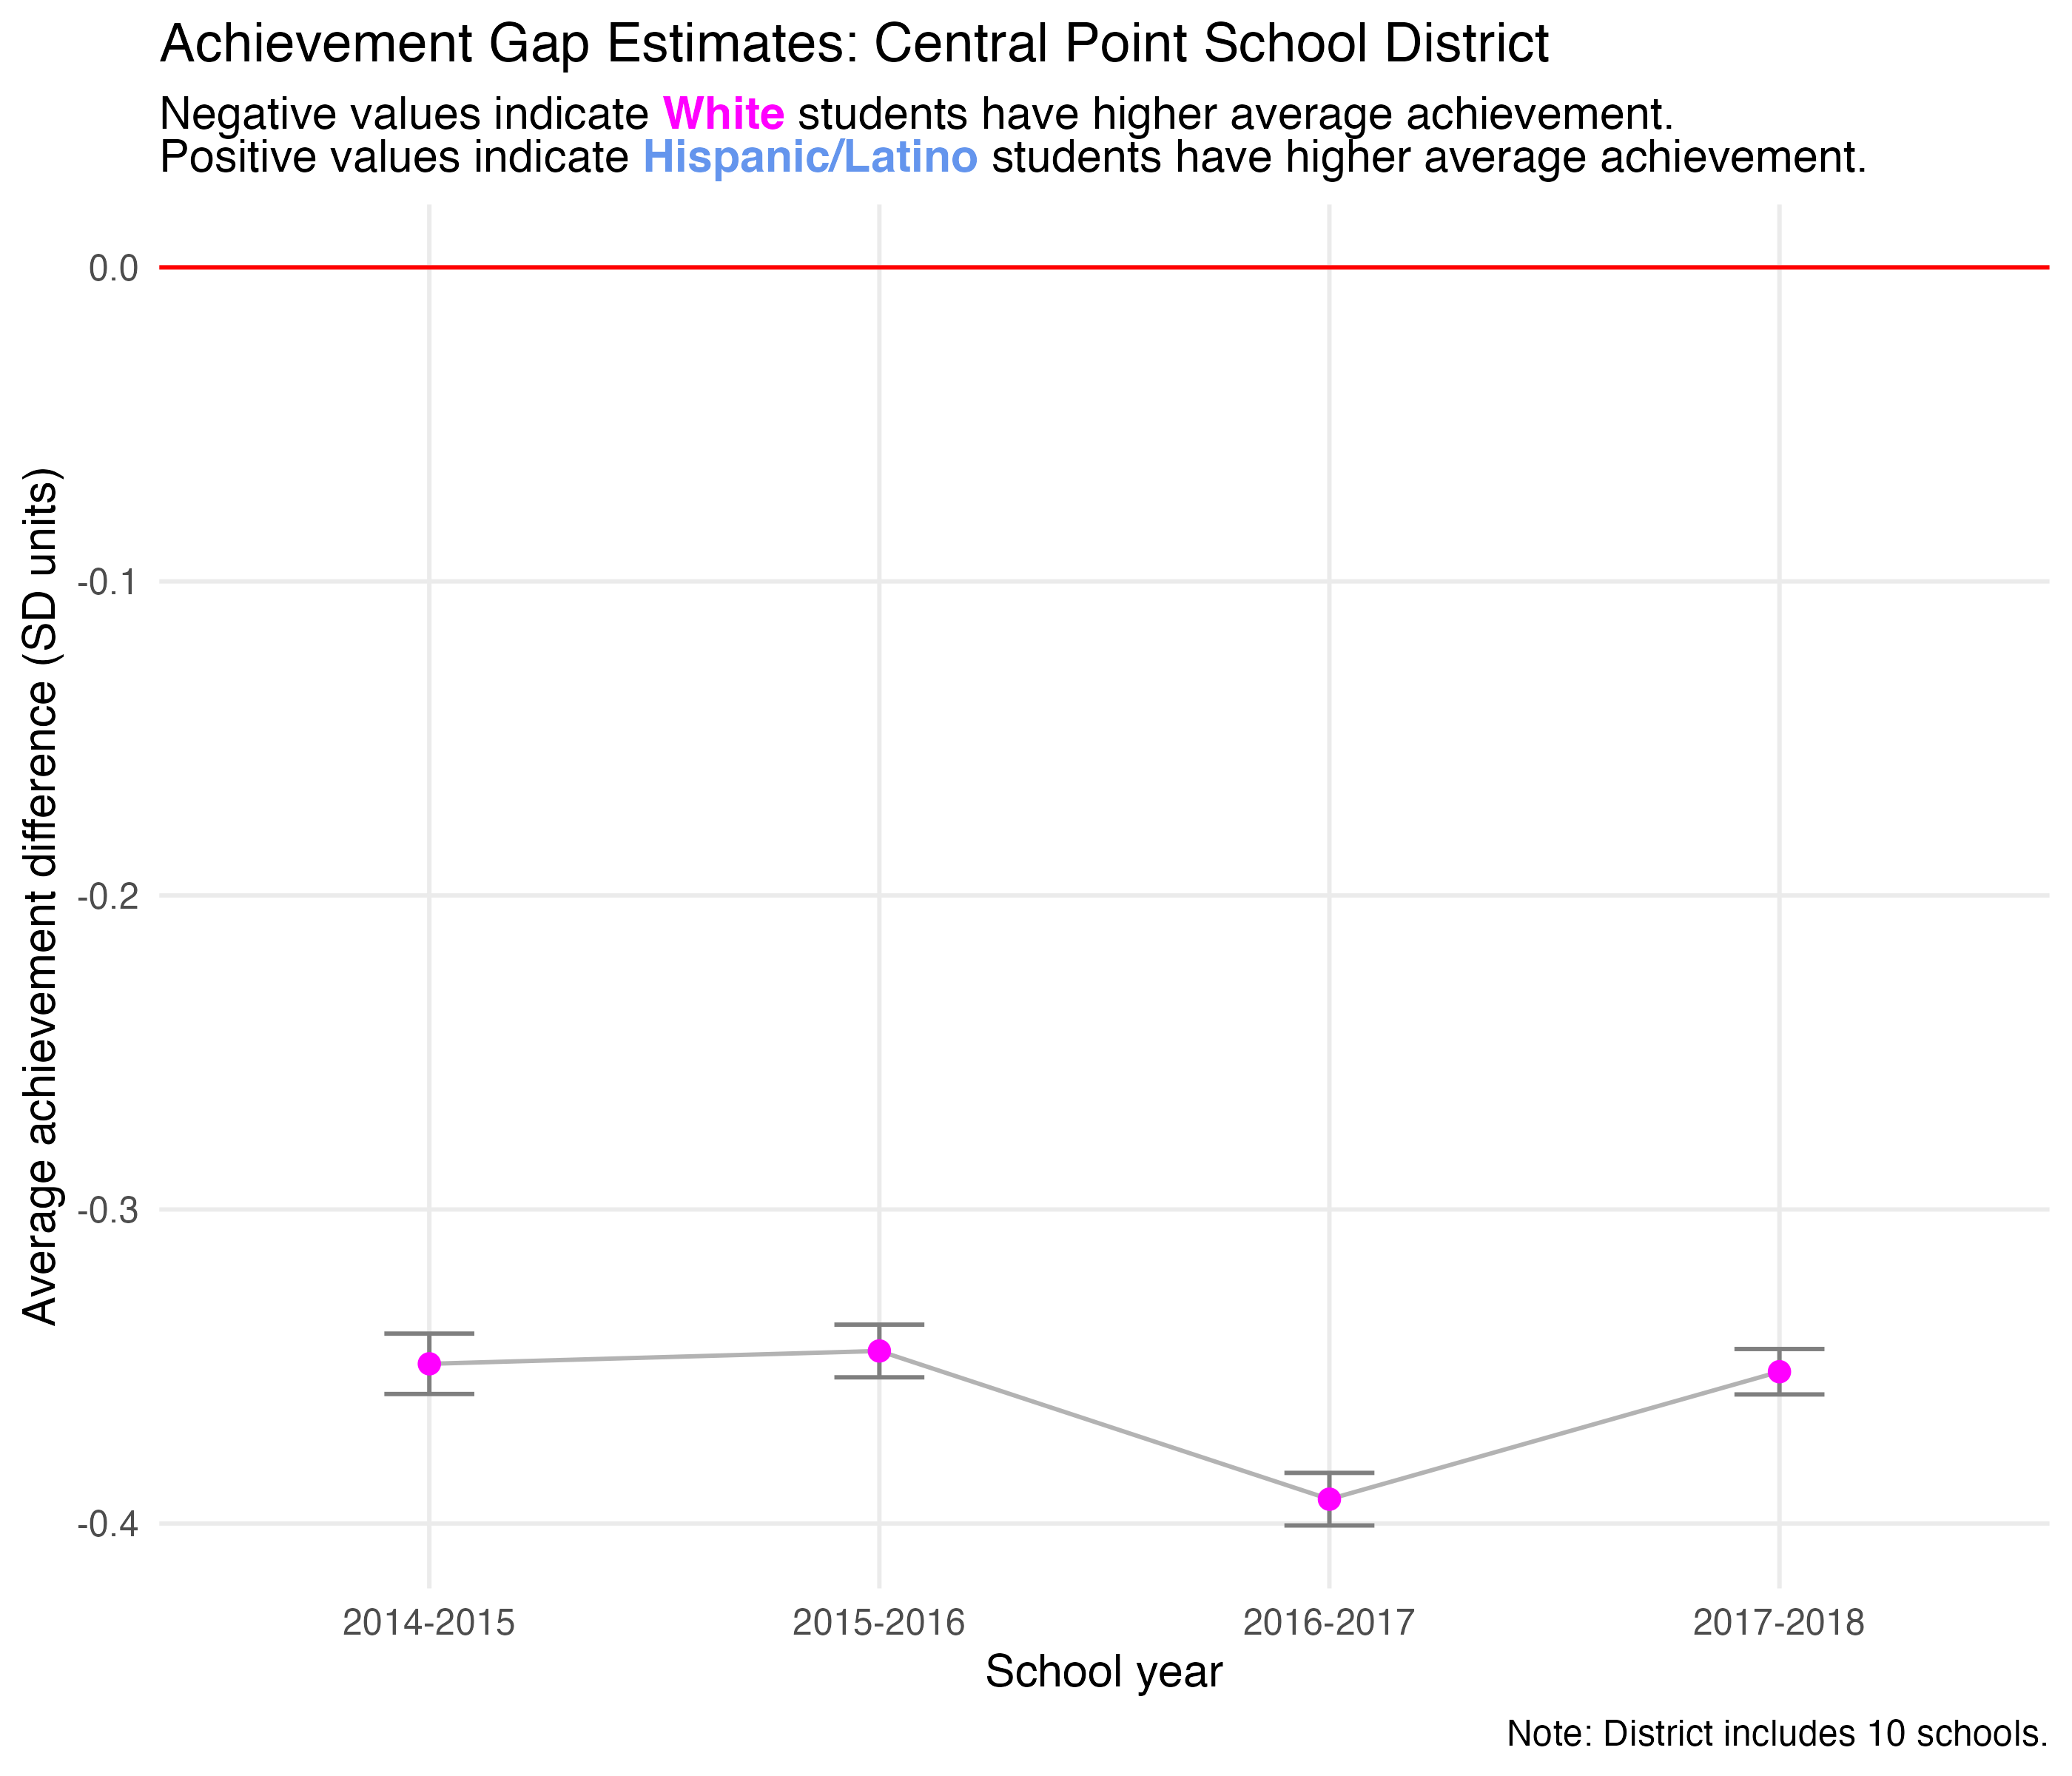 Achievement Gap Estimates: Central Point School District
Negative values indicate White students have higher average achievement.
Positive values indicate Hispanic/Latino students have higher average achievement.
Average achievement difference (SD units)
0.0
-0.1
-0.2
-0.3
-0.4
2014-2015
2015-2016
2016-2017
2017-2018
School year
Note: District includes 10 schools.